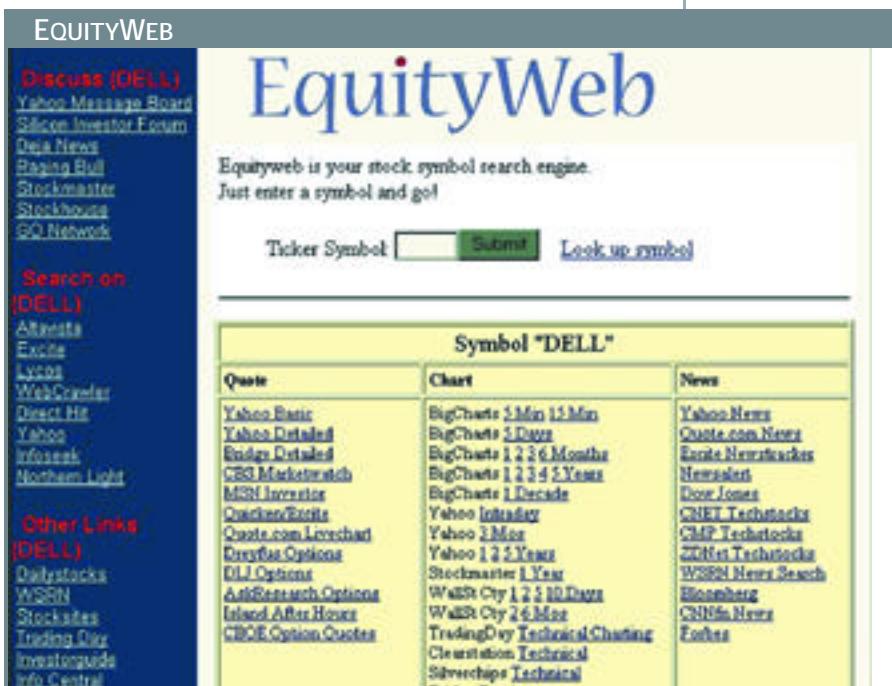 EQUITYWEB
Discuss (DELL)
Yahoo Message Board
Silicon Investor Forum
Deja News
Raging Bull
Stockmaster
Stockhouse
GO Network
Search on
(DELL)
Altavista
Excite
Lycos
WebCrawler
Direct Hit
Yahoo
Infoseek
Northern Light
Other Links
(DELL)
Dailystocks
WSRN
Stocksites
Trading Day
Investorguide
Info Central
EquityWeb
Equityweb is your stock symbol search engine.
Just enter a symbol and go!
Ticker Symbol: Submit Look up symbol
Symbol "DELL"
Quote
Yahoo Basic
Yahoo Detailed
Bridge Detailed
CBS Marketwatch
MSN Investor
Quicken/Excite
Quote.com Livechart
Dreyfus Options
DLJ Options
AskResearch Options
Island After Hours
CBOE Option Quotes
Chart
BigCharts 5 Min 15 Min
BigCharts 5 Days
BigCharts 1 2 3 6 Months
BigCharts 1 2 3 4 5 Years
BigCharts 1 Decade
Yahoo Intraday
Yahoo 3 Mos
Yahoo 1 2 5 Years
Stockmaster 1 Year
WallSt City 1 2 5 10 Days
WallSt City 2 6 Mos
TradingDay Technical Charting
Clearstation Technical
Silverchips Technical
News
Yahoo News
Quote.com News
Excite Newstracker
Newsalert
Dow Jones
CNET Techstocks
CMP Techstocks
ZDNet Techstocks
WSRN News Search
Bloomberg
CNNfn News
Forbes